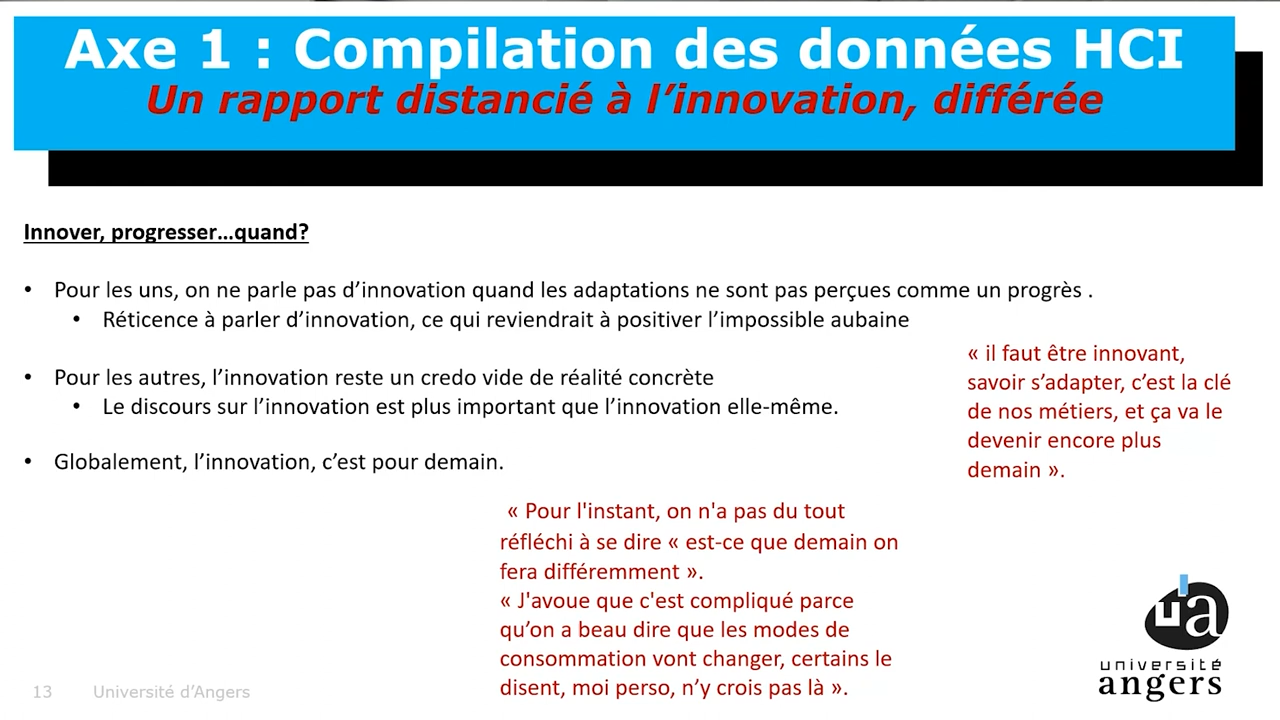 Axe 1 : Compilation des données HCI
Un rapport distancié à l’innovation, différée
Innover, progresser…quand?
• Pour les uns, on ne parle pas d’innovation quand les adaptations ne sont pas perçues comme un progrès .
• Réticence à parler d’innovation, ce qui reviendrait à positiver l’impossible aubaine
• Pour les autres, l’innovation reste un credo vide de réalité concrète
• Le discours sur l’innovation est plus important que l’innovation elle-même.
• Globalement, l’innovation, c’est pour demain.
« il faut être innovant,
savoir s’adapter, c’est la clé
de nos métiers, et ça va le
devenir encore plus
demain ».
« Pour l'instant, on n'a pas du tout
réfléchi à se dire « est-ce que demain on
fera différemment ».
« J'avoue que c'est compliqué parce
qu’on a beau dire que les modes de
consommation vont changer, certains le
disent, moi perso, n’y crois pas là ».
ua
université
angers
13 Université d’Angers